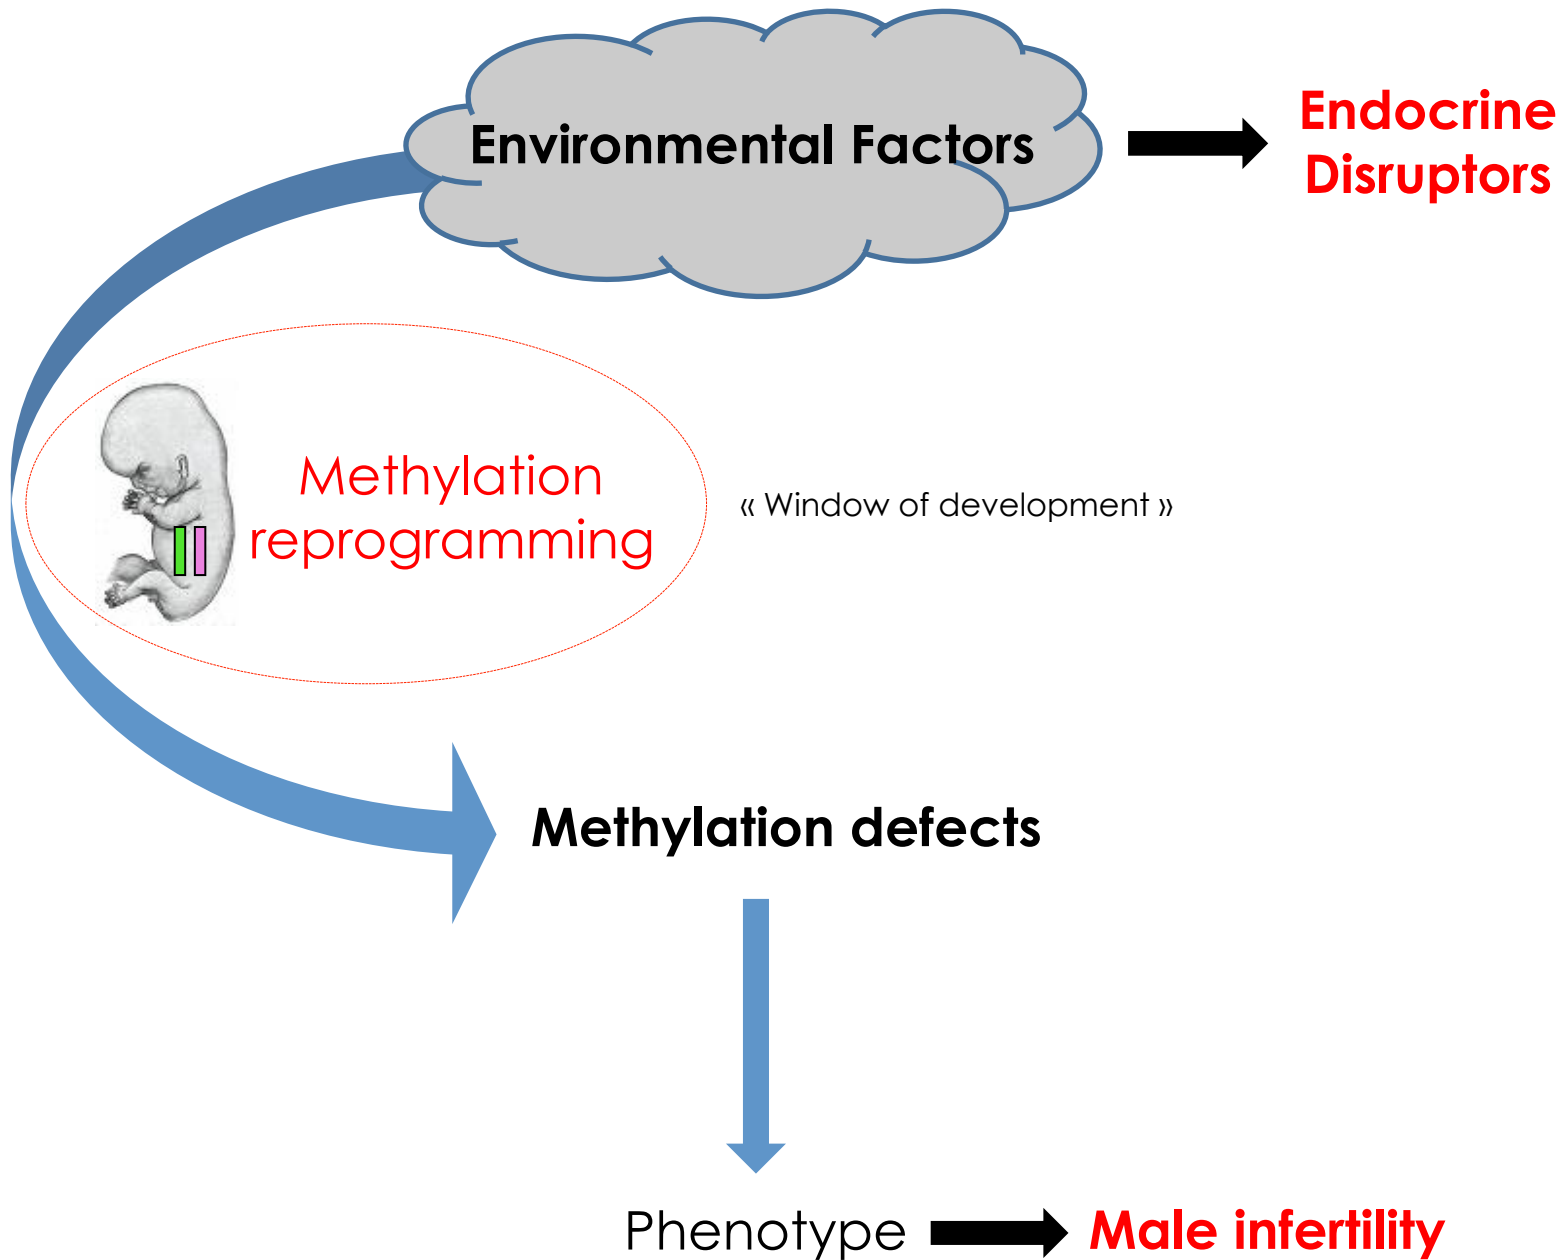 Environmental Factors
Endocrine
Disruptors
Methylation
reprogramming
« Window of development »
Methylation defects
Phenotype
Male infertility